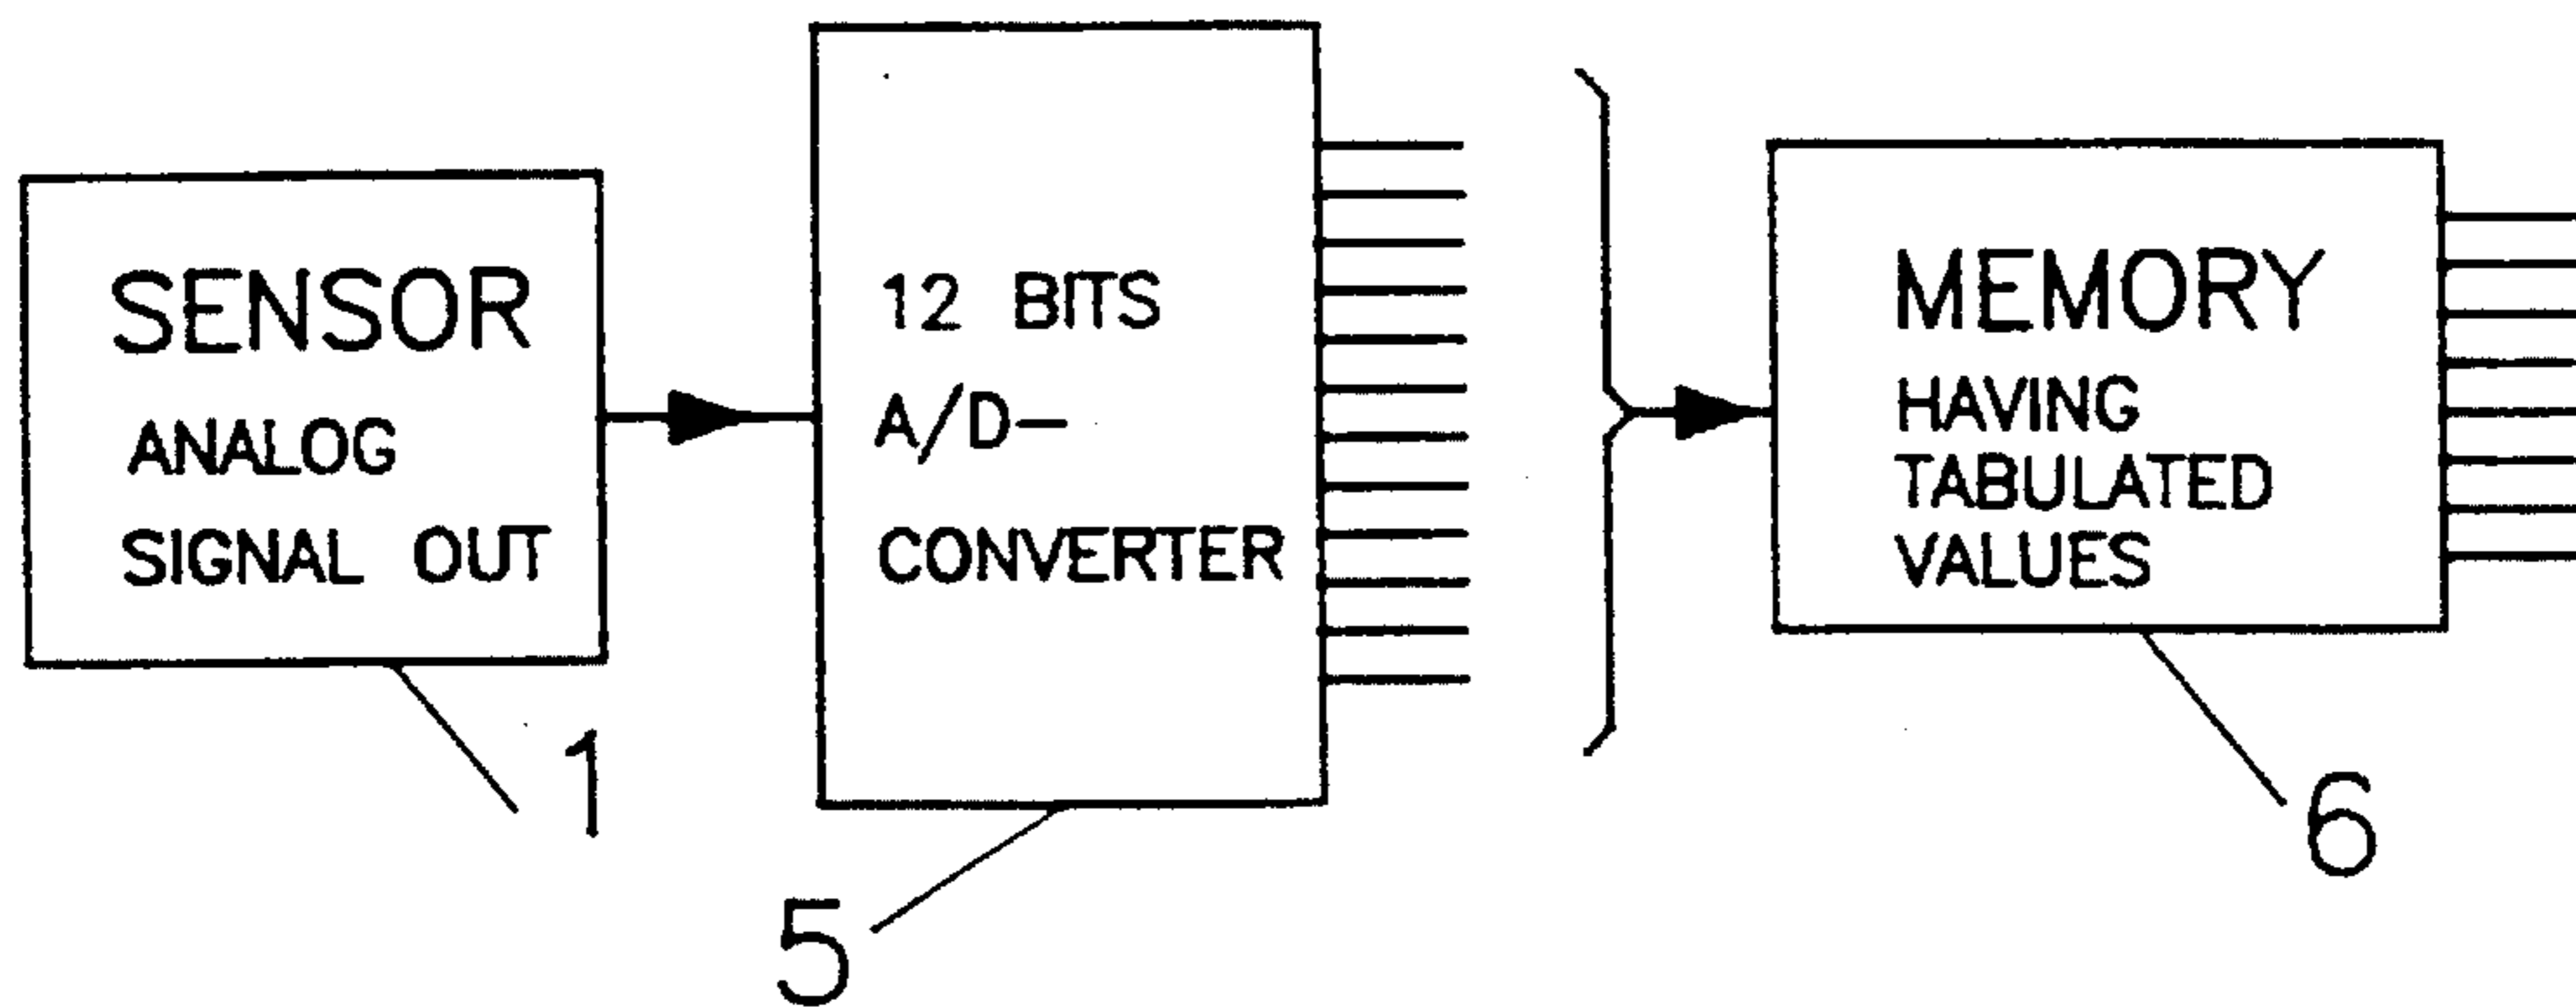 SENSOR
ANALOG
SIGNAL OUT
1
12 BITS
A/D-
CONVERTER
5
MEMORY
HAVING
TABULATED
VALUES
6